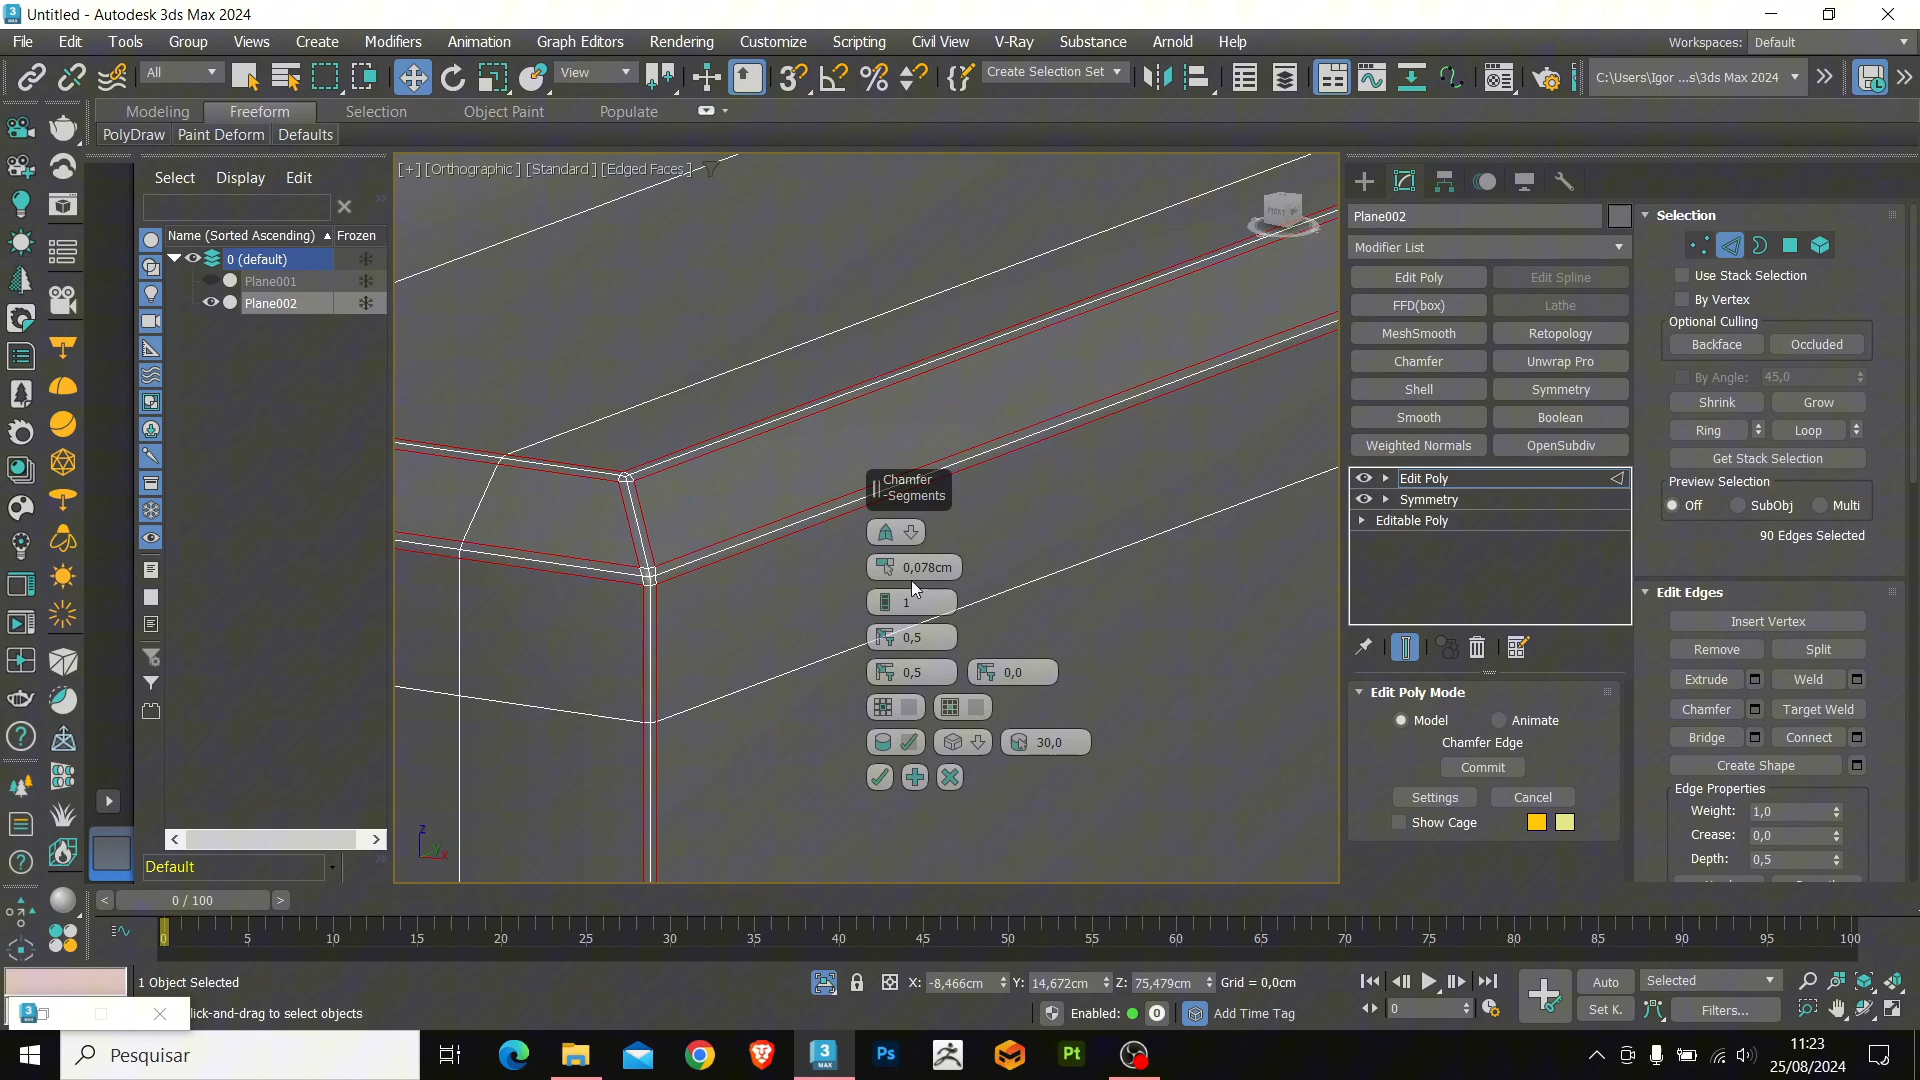 Untitled - Autodesk 3ds Max 2024
File Edit Tools Group Views Create Modifiers Animation Graph Editors Rendering Customize Scripting Civil View V-Ray Substance Arnold Help
Workspaces: Default
All
View
Create Selection Set
C:\Users\Igor ...s\3ds Max 2024
Modeling Freeform Selection Object Paint Populate
PolyDraw Paint Deform Defaults
Select Display Edit
Name (Sorted Ascending) Frozen
0 (default)
Plane001
Plane002
Default
[+] [Orthographic] [Standard] [Edged Faces]
Chamfer
-Segments
0,078cm
1
0,5
0,5 0,0
30,0
Plane002
Modifier List
Edit Poly Edit Spline
FFD(box) Lathe
MeshSmooth Retopology
Chamfer Unwrap Pro
Shell Symmetry
Smooth Boolean
Weighted Normals OpenSubdiv
Edit Poly
Symmetry
Editable Poly
Edit Poly Mode
Model Animate
Chamfer Edge
Commit
Settings Cancel
Show Cage
Selection
Use Stack Selection
By Vertex
Optional Culling
Backface Occluded
By Angle: 45,0
Shrink Grow
Ring Loop
Get Stack Selection
Preview Selection
Off SubObj Multi
90 Edges Selected
Edit Edges
Insert Vertex
Remove Split
Extrude Weld
Chamfer Target Weld
Bridge Connect
Create Shape
Edge Properties
Weight: 1,0
Crease: 0,0
Depth: 0,5
< 0 / 100 >
0 5 10 15 20 25 30 35 40 45 50 55 60 65 70 75 80 85 90 95 100
1 Object Selected
X: -8,466cm Y: 14,672cm Z: 75,479cm Grid = 0,0cm
Auto Selected
lick-and-drag to select objects
Enabled: 0 Add Time Tag
0
Set K. Filters...
Pesquisar
11:23
25/08/2024